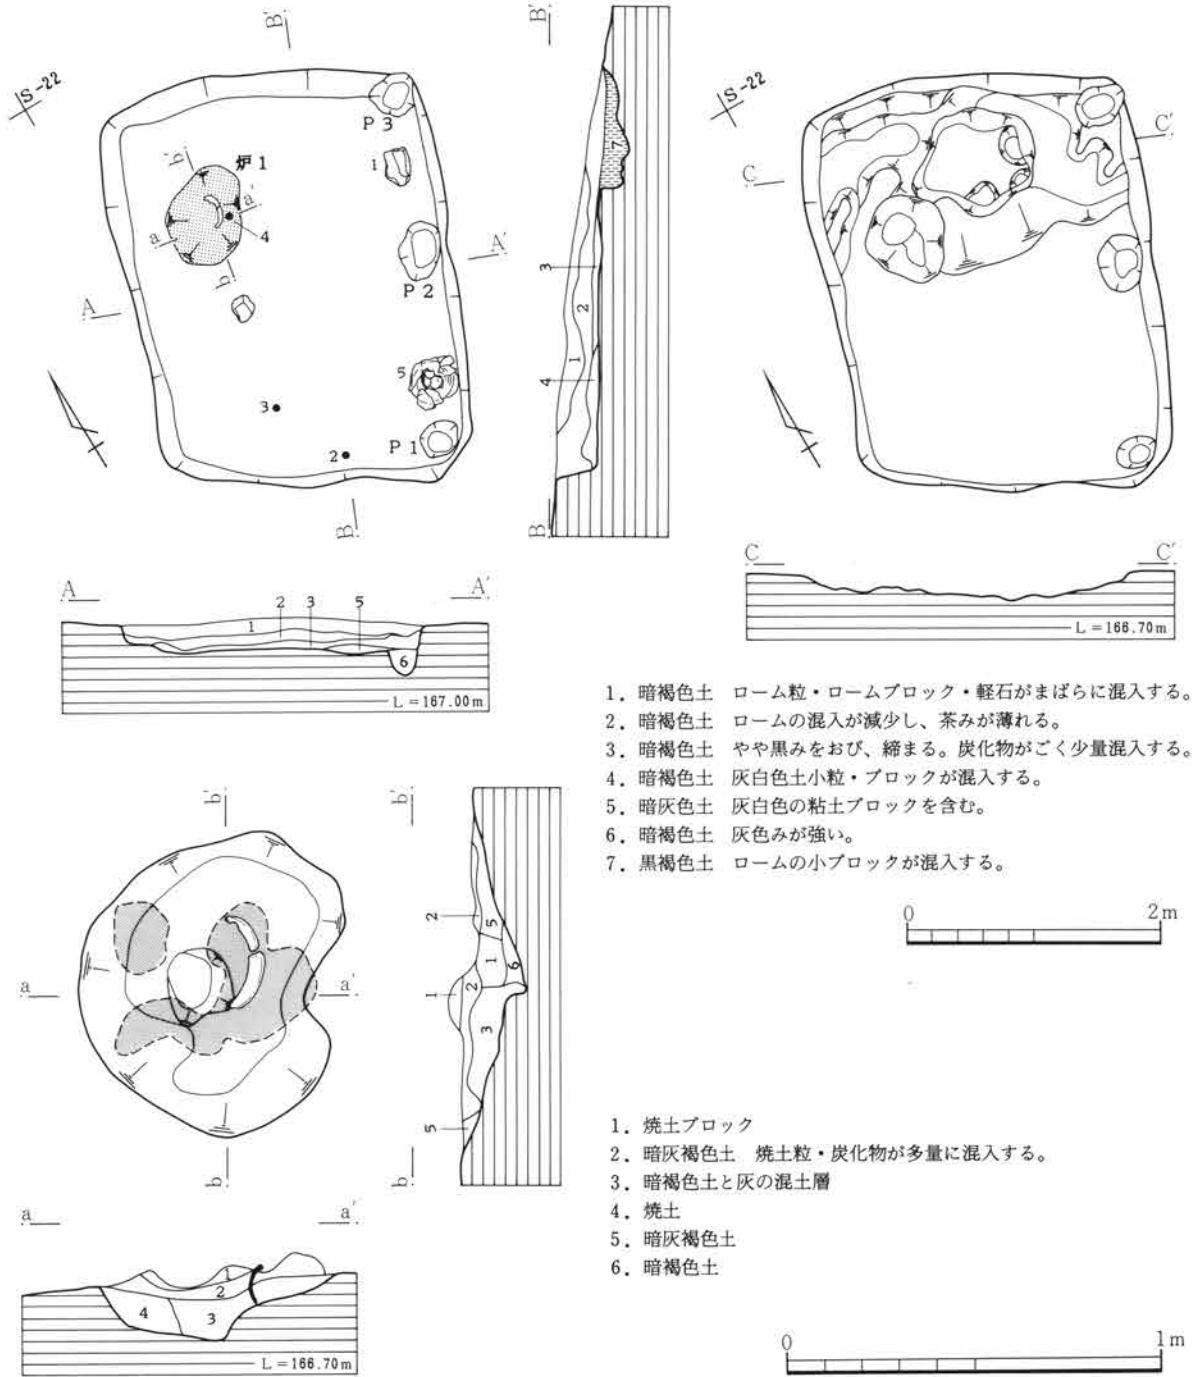 S-22
B'
B'
S-22
P 3
炉 1
b'
1
a'
a
4
b
A'
P 2
A
5
3
2
P 1
B
7
3
2
1
4
B
C'
C
A
A'
2
3
5
1
6
L=167.00m
C
C'
L=166.70m
1. 暗褐色土 ローム粒・ロームブロック・軽石がまばらに混入する。
2. 暗褐色土 ロームの混入が減少し、茶みが薄れる。
3. 暗褐色土 やや黒みをおび、締まる。炭化物がごく少量混入する。
4. 暗褐色土 灰白色土小粒・ブロックが混入する。
5. 暗灰色土 灰白色の粘土ブロックを含む。
6. 暗褐色土 灰色みが強い。
7. 黒褐色土 ロームの小ブロックが混入する。
0 2m
b'
b'
a
a'
b
b
2
5
1
6
1
2
3
5
a
a'
1
2
4
3
L=166.70m
1. 焼土ブロック
2. 暗灰褐色土 焼土粒・炭化物が多量に混入する。
3. 暗褐色土と灰の混土層
4. 焼土
5. 暗灰褐色土
6. 暗褐色土
0 1m